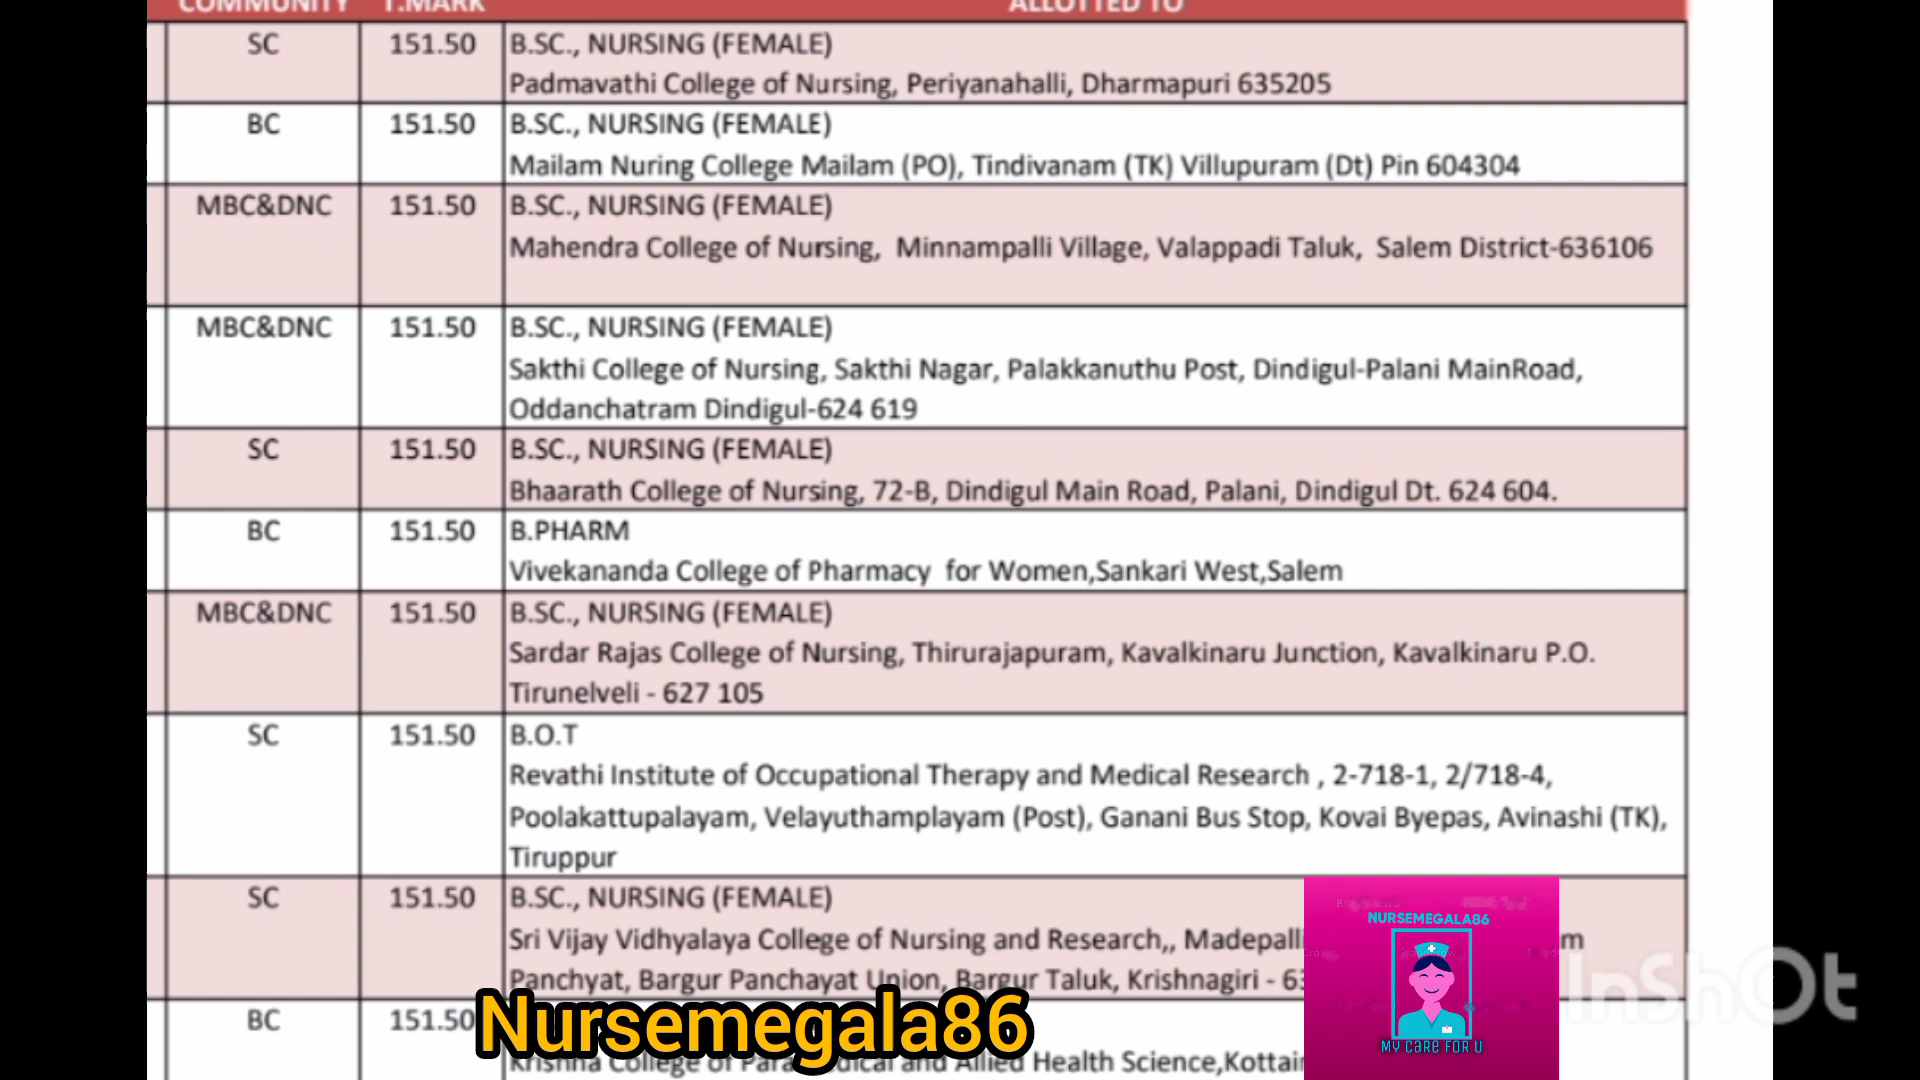 COMMUNITY T.MARK ALLOTTED TO
SC 151.50 B.SC., NURSING (FEMALE)
Padmavathi College of Nursing, Periyanahalli, Dharmapuri 635205
BC 151.50 B.SC., NURSING (FEMALE)
Mailam Nuring College Mailam (PO), Tindivanam (TK) Villupuram (Dt) Pin 604304
MBC&DNC 151.50 B.SC., NURSING (FEMALE)
Mahendra College of Nursing, Minnampalli Village, Valappadi Taluk, Salem District-636106
MBC&DNC 151.50 B.SC., NURSING (FEMALE)
Sakthi College of Nursing, Sakthi Nagar, Palakkanuthu Post, Dindigul-Palani MainRoad,
Oddanchatram Dindigul-624 619
SC 151.50 B.SC., NURSING (FEMALE)
Bhaarath College of Nursing, 72-B, Dindigul Main Road, Palani, Dindigul Dt. 624 604.
BC 151.50 B.PHARM
Vivekananda College of Pharmacy for Women,Sankari West,Salem
MBC&DNC 151.50 B.SC., NURSING (FEMALE)
Sardar Rajas College of Nursing, Thirurajapuram, Kavalkinaru Junction, Kavalkinaru P.O.
Tirunelveli - 627 105
SC 151.50 B.O.T
Revathi Institute of Occupational Therapy and Medical Research , 2-718-1, 2/718-4,
Poolakattupalayam, Velayuthamplayam (Post), Ganani Bus Stop, Kovai Byepas, Avinashi (TK),
Tiruppur
SC 151.50 B.SC., NURSING (FEMALE)
Sri Vijay Vidhyalaya College of Nursing and Research,, Madepalli
Panchyat, Bargur Panchayat Union, Bargur Taluk, Krishnagiri -
BC 151.50
Krishna College of and Allied Health Science,
Nursemegala86
NURSEMEGALA86
MY CARE FOR U
InShOt